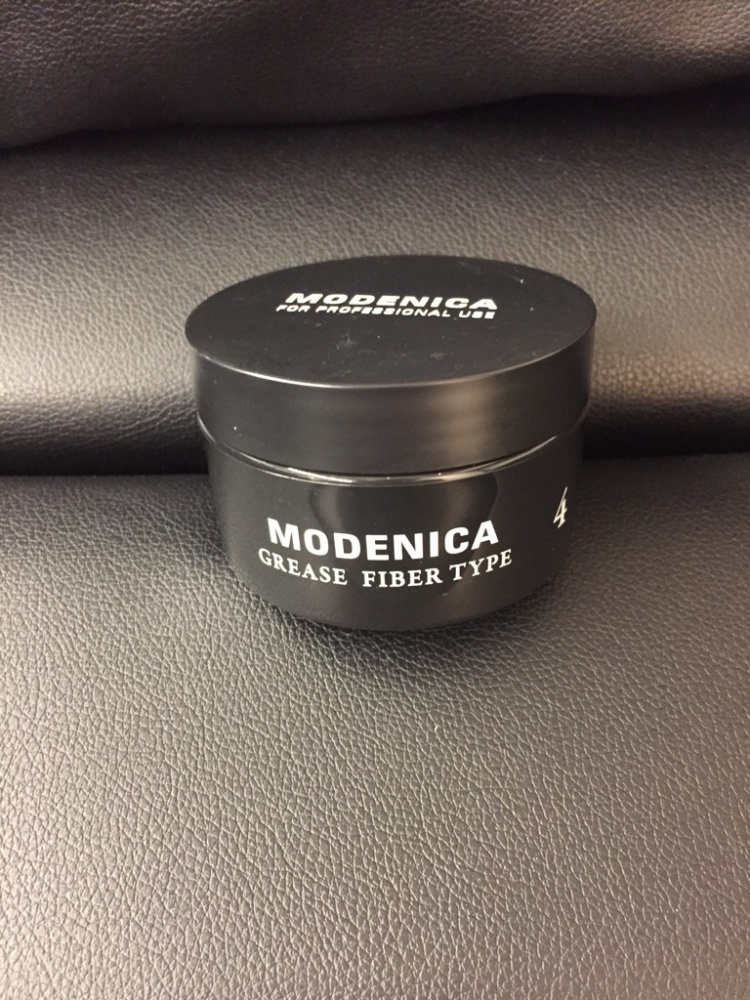 MODENICA
FOR PROFESSIONAL USE
MODENICA
GREASE FIBER TYPE
4